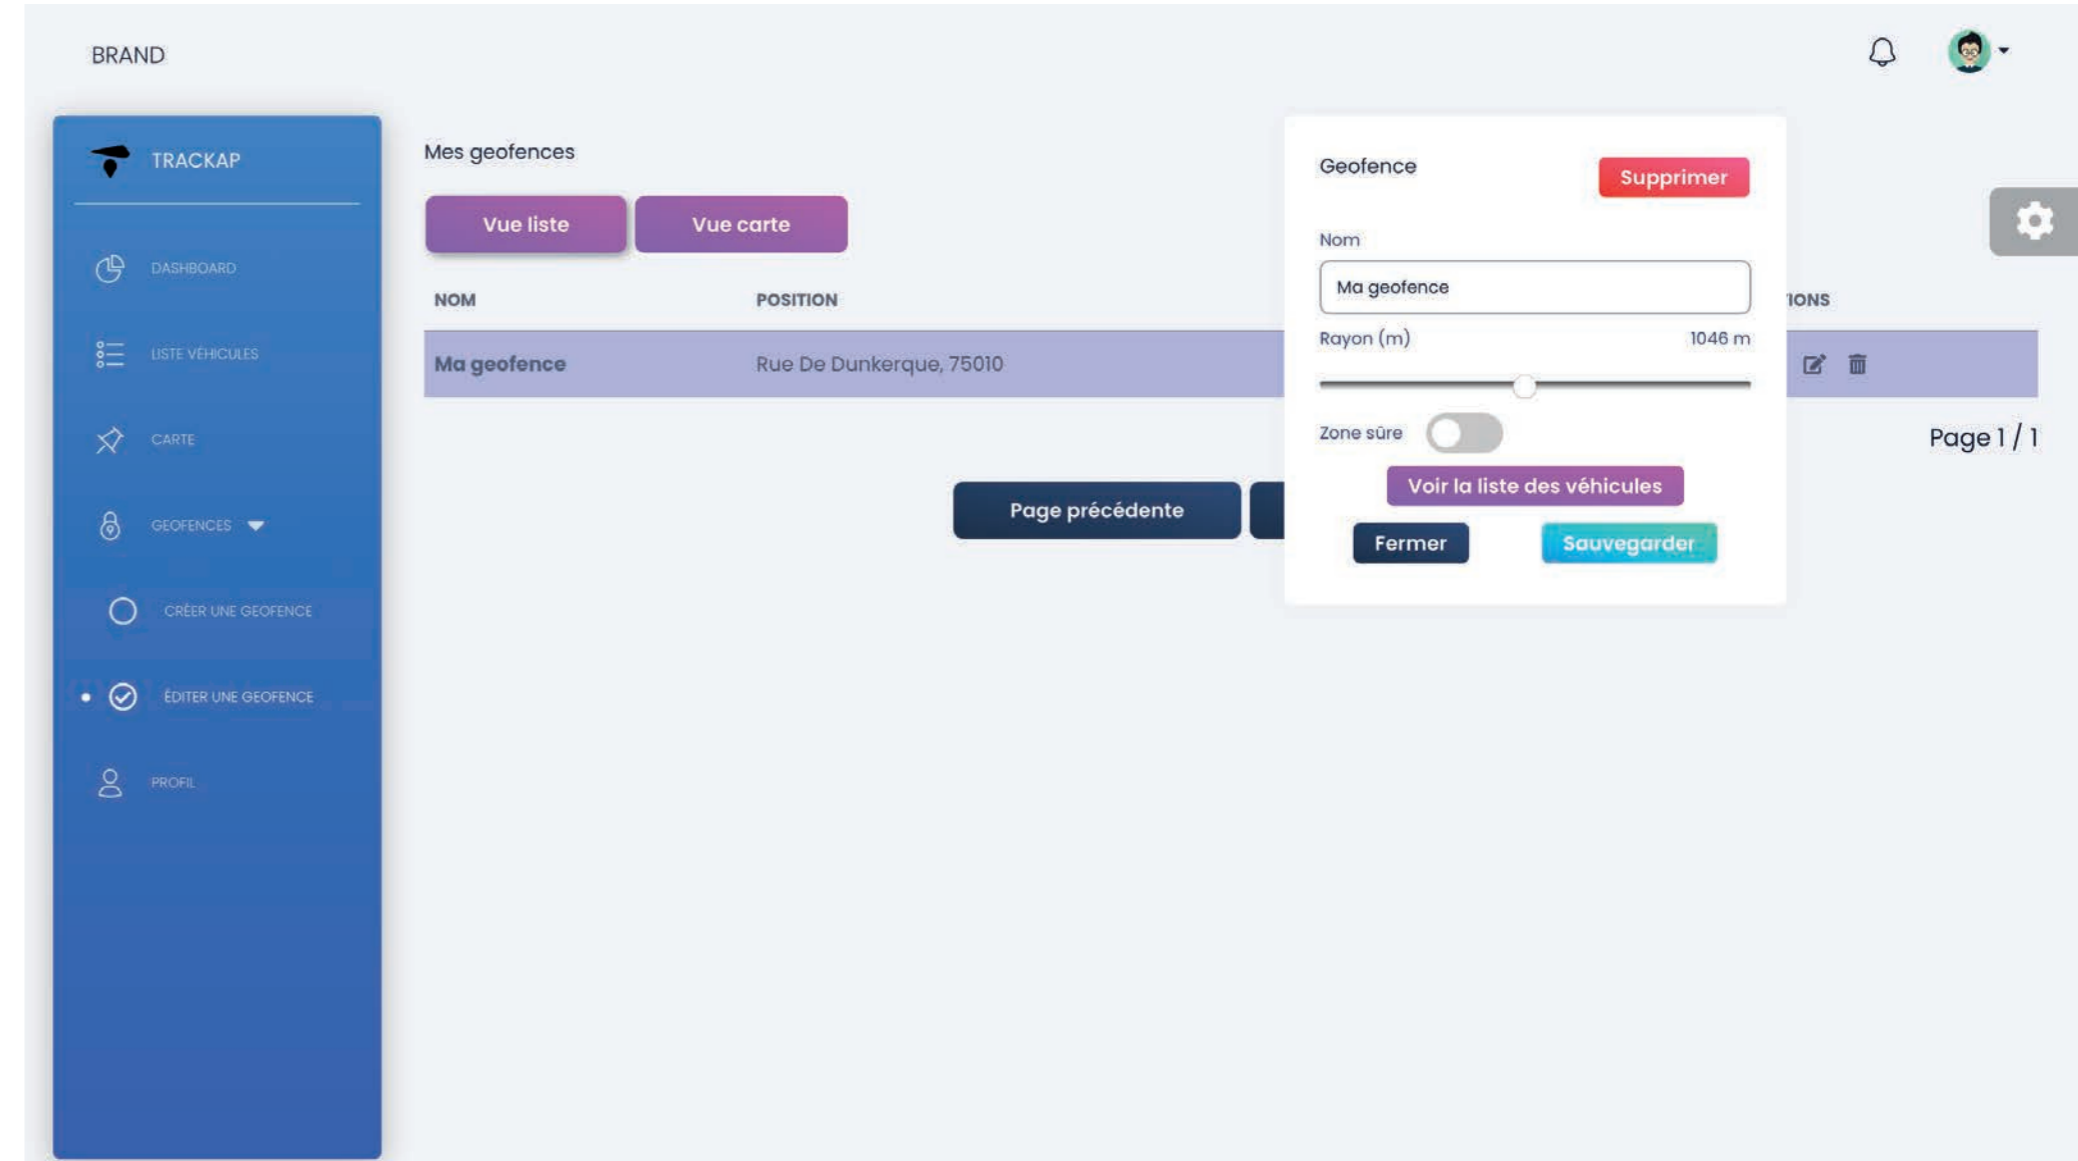 BRAND
TRACKAP
DASHBOARD
LISTE VÉHICULES
CARTE
GEOFENCES
CRÉER UNE GEOFENCE
ÉDITER UNE GEOFENCE
PROFIL
Mes geofences
Vue liste
Vue carte
NOM
POSITION
IONS
Ma geofence
Rue De Dunkerque, 75010
Page 1 / 1
Page précédente
Geofence
Supprimer
Nom
Ma geofence
Rayon (m)
1046 m
Zone sûre
Voir la liste des véhicules
Fermer
Sauvegarder